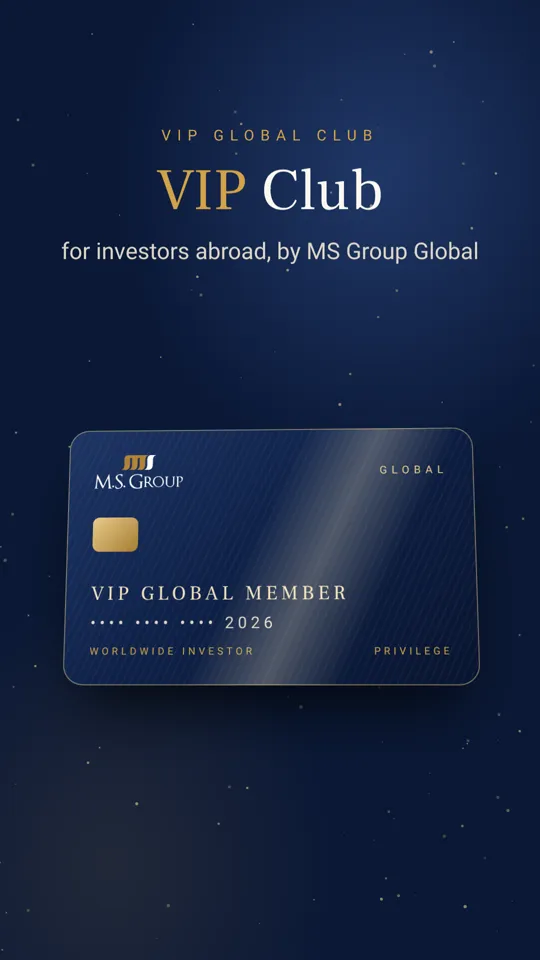 VIP GLOBAL CLUB
VIP Club
for investors abroad, by MS Group Global
M.S. GROUP
GLOBAL
VIP GLOBAL MEMBER
•••• •••• •••• 2026
WORLDWIDE INVESTOR
PRIVILEGE